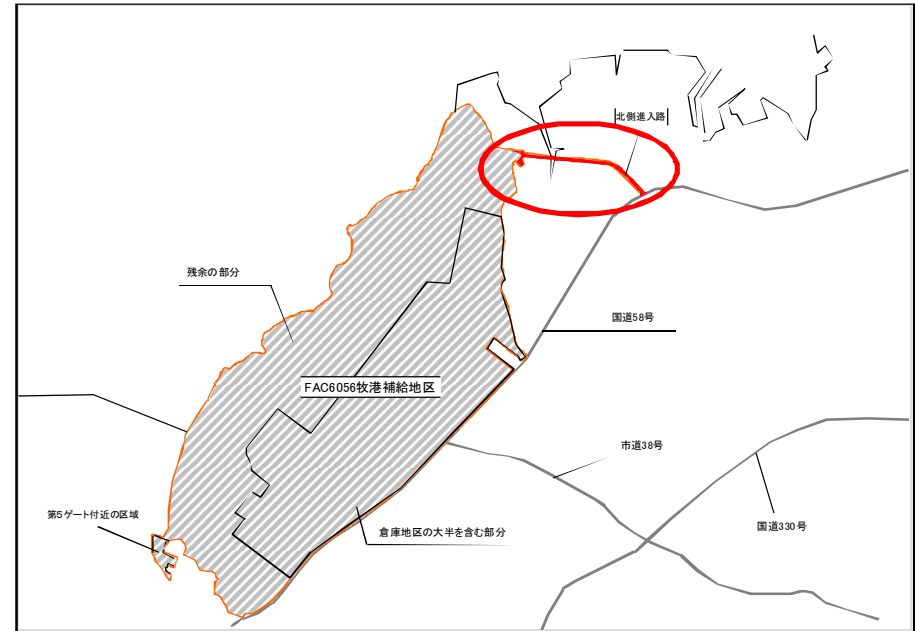 北側進入路
残余の部分
国道58号
FAC6056牧港補給地区
市道38号
第5ゲート付近の区域
倉庫地区の大半を含む部分
国道330号